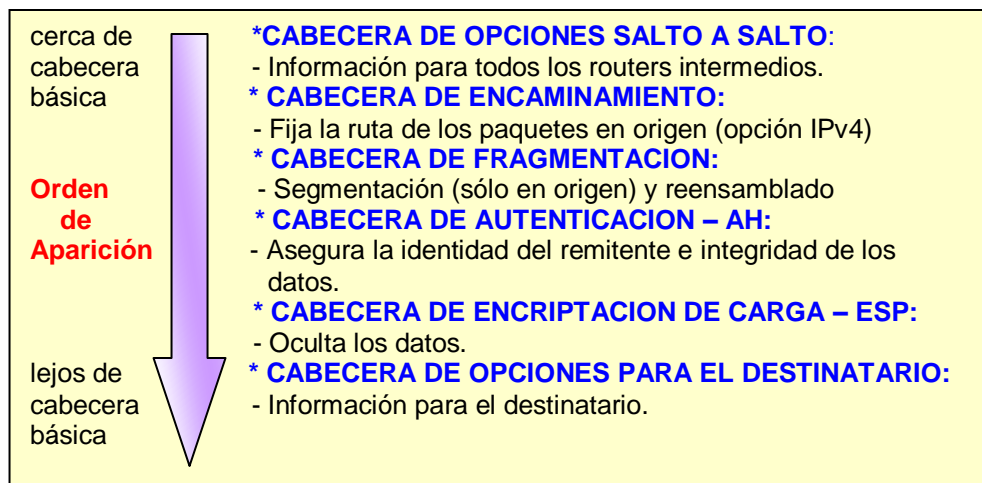 cerca de
cabecera
básica
Orden
de
Aparición
lejos de
cabecera
básica
*CABECERA DE OPCIONES SALTO A SALTO:
- Información para todos los routers intermedios.
* CABECERA DE ENCAMINAMIENTO:
- Fija la ruta de los paquetes en origen (opción IPv4)
* CABECERA DE FRAGMENTACION:
- Segmentación (sólo en origen) y reensamblado
* CABECERA DE AUTENTICACION – AH:
- Asegura la identidad del remitente e integridad de los
datos.
* CABECERA DE ENCRIPTACION DE CARGA – ESP:
- Oculta los datos.
* CABECERA DE OPCIONES PARA EL DESTINATARIO:
- Información para el destinatario.